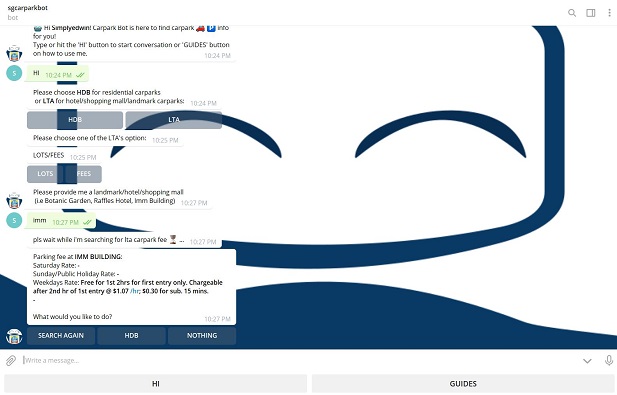 sgcarparkbot
bot
Hi Simplyedwin! Carpark Bot is here to find carpark 🚗 🅿 info
for you!
Type or hit the 'HI' button to start conversation or 'GUIDES' button
on how to use me.
10:24 PM
S
HI
10:24 PM
Please choose HDB for residential carparks
or LTA for hotel/shopping mall/landmark carparks:
10:24 PM
HDB
LTA
Please choose one of the LTA's option:
10:25 PM
LOTS/FEES
10:25 PM
LOTS
FEES
Please provide me a landmark/hotel/shopping mall
(i.e Botanic Garden, Raffles Hotel, Imm Building)
10:27 PM
S
imm
10:27 PM
pls wait while i'm searching for lta carpark fee ⏳ ...
10:27 PM
Parking fee at IMM BUILDING:
Saturday Rate: -
Sunday/Public Holiday Rate: -
Weekdays Rate: Free for 1st 2hrs for first entry only. Chargeable
after 2nd hr of 1st entry @ $1.07 /hr; $0.30 for sub. 15 mins.
-
What would you like to do?
10:27 PM
SEARCH AGAIN
HDB
NOTHING
Write a message...
HI
GUIDES